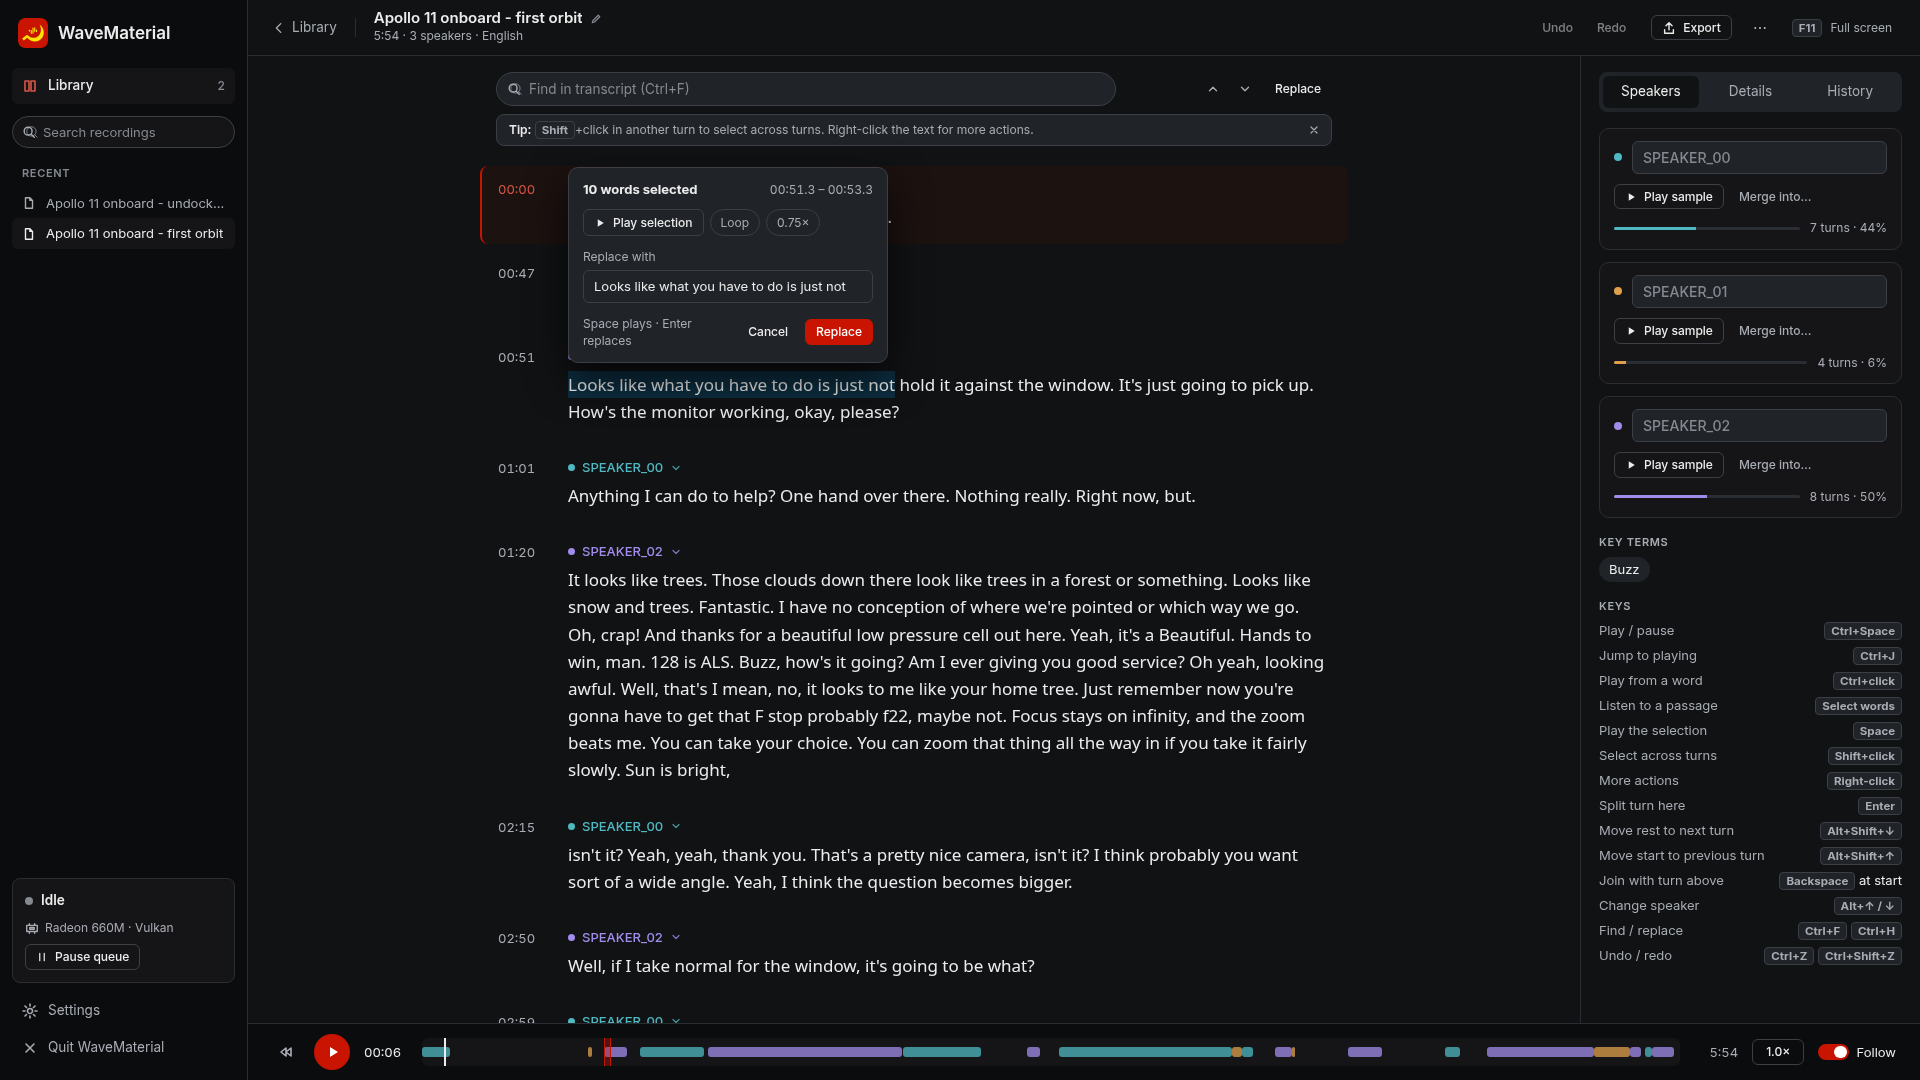 WaveMaterial
Library 2
Search recordings
RECENT
Apollo 11 onboard - undock...
Apollo 11 onboard - first orbit
Idle
Radeon 660M · Vulkan
Pause queue
Settings
Quit WaveMaterial
Library
Apollo 11 onboard - first orbit
5:54 · 3 speakers · English
Undo Redo Export ··· F11 Full screen
Find in transcript (Ctrl+F) Replace
Tip: Shift+click in another turn to select across turns. Right-click the text for more actions.
00:00
10 words selected 00:51.3 – 00:53.3
Play selection Loop 0.75×
Replace with
Looks like what you have to do is just not
Space plays · Enter
replaces
Cancel Replace
00:47
00:51
Looks like what you have to do is just not hold it against the window. It's just going to pick up.
How's the monitor working, okay, please?
01:01 SPEAKER_00
Anything I can do to help? One hand over there. Nothing really. Right now, but.
01:20 SPEAKER_02
It looks like trees. Those clouds down there look like trees in a forest or something. Looks like
snow and trees. Fantastic. I have no conception of where we're pointed or which way we go.
Oh, crap! And thanks for a beautiful low pressure cell out here. Yeah, it's a Beautiful. Hands to
win, man. 128 is ALS. Buzz, how's it going? Am I ever giving you good service? Oh yeah, looking
awful. Well, that's I mean, no, it looks to me like your home tree. Just remember now you're
gonna have to get that F stop probably f22, maybe not. Focus stays on infinity, and the zoom
beats me. You can take your choice. You can zoom that thing all the way in if you take it fairly
slowly. Sun is bright,
02:15 SPEAKER_00
isn't it? Yeah, yeah, thank you. That's a pretty nice camera, isn't it? I think probably you want
sort of a wide angle. Yeah, I think the question becomes bigger.
02:50 SPEAKER_02
Well, if I take normal for the window, it's going to be what?
02:59 SPEAKER_00
00:06
5:54 1.0× Follow
Speakers Details History
SPEAKER_00
Play sample Merge into...
7 turns · 44%
SPEAKER_01
Play sample Merge into...
4 turns · 6%
SPEAKER_02
Play sample Merge into...
8 turns · 50%
KEY TERMS
Buzz
KEYS
Play / pause Ctrl+Space
Jump to playing Ctrl+J
Play from a word Ctrl+click
Listen to a passage Select words
Play the selection Space
Select across turns Shift+click
More actions Right-click
Split turn here Enter
Move rest to next turn Alt+Shift+↓
Move start to previous turn Alt+Shift+↑
Join with turn above Backspace at start
Change speaker Alt+↑ / ↓
Find / replace Ctrl+F Ctrl+H
Undo / redo Ctrl+Z Ctrl+Shift+Z